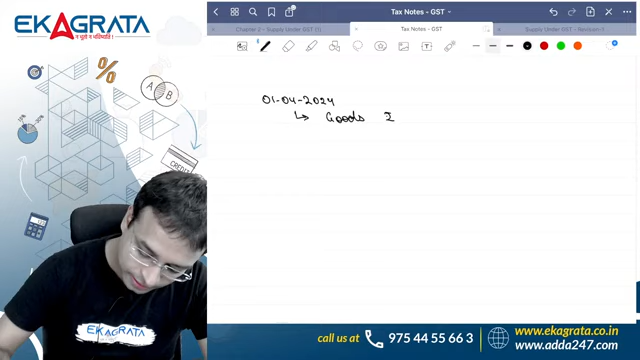 EKAGRATA
॥ न धृतिः न परिश्रांतिः ॥
Tax Notes - GST
Chapter 2 - Supply Under GST (1)
Tax Notes - GST
Supply Under GST - Revision-1
01-04-2024
↳ Goods I
%
A B
CREDIT
EKAGRATA
call us at 975 44 55 66 3
www.ekagrata.co.in
www.adda247.com